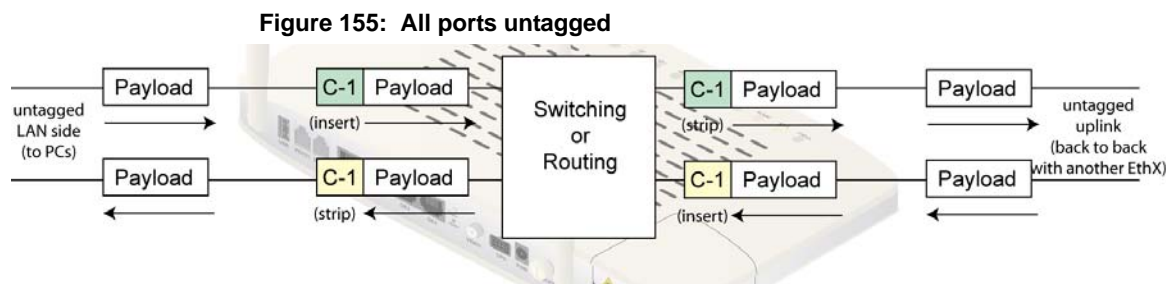 Figure 155: All ports untagged
Payload
C-1 Payload
C-1 Payload
Payload
untagged
LAN side
(to PCs)
(insert)
Switching
or
Routing
(strip)
untagged
uplink
(back to back
with another EthX)
Payload
C-1 Payload
C-1 Payload
Payload
(strip)
(insert)